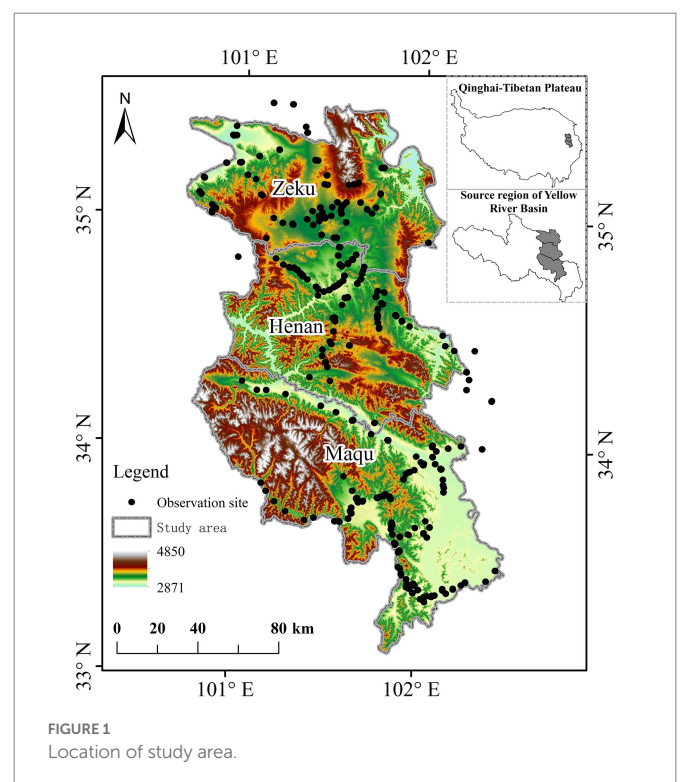 101° E 102° E
N
Qinghai-Tibetan Plateau
Source region of Yellow
River Basin
35° N
35° N
Zeku
Henan
34° N
34° N
Maqu
Legend
Observation site
Study area
4850
2871
0 20 40 80 km
33° N
101° E 102° E
FIGURE 1
Location of study area.